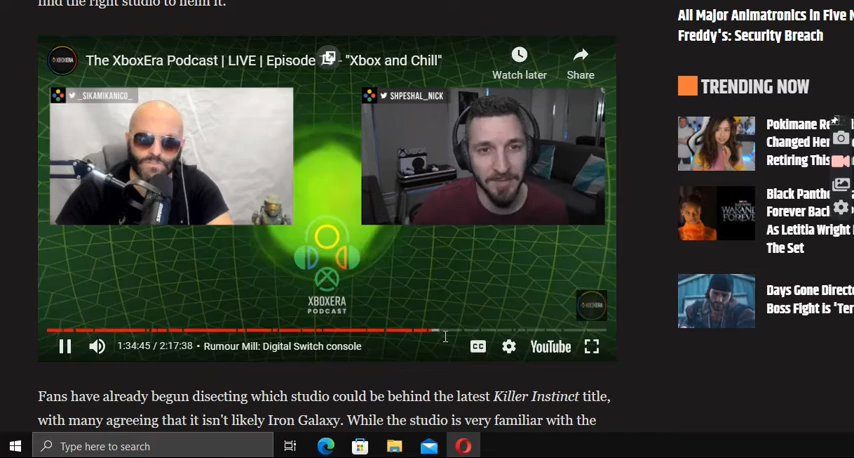 find the right studio to helm it.
All Major Animatronics in Five N
Freddy's: Security Breach
The XboxEra Podcast | LIVE | Episode - "Xbox and Chill"
Watch later
Share
TRENDING NOW
_SIKAMIKANICO_
SHPESHAL_NICK
Pokimane Re
Changed Her
Retiring This
Black Panthe
Forever Back
As Letitia Wright
The Set
XBOXERA
PODCAST
Days Gone Directo
Boss Fight is 'Ter
1:34:45 / 2:17:38 • Rumour Mill: Digital Switch console
CC
YouTube
Fans have already begun disecting which studio could be behind the latest Killer Instinct title,
with many agreeing that it isn't likely Iron Galaxy. While the studio is very familiar with the
Type here to search